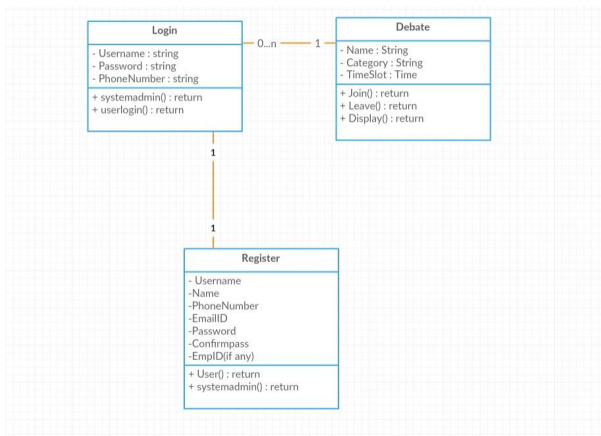 Login
- Username : string
- Password : string
- PhoneNumber : string
+ systemadmin() : return
+ userlogin() : return
0...n
1
Debate
- Name : String
- Category : String
- TimeSlot : Time
+ Join() : return
+ Leave() : return
+ Display() : return
1
1
Register
- Username
-Name
-PhoneNumber
-EmailID
-Password
-Confirmpass
-EmpID(if any)
+ User() : return
+ systemadmin() : return